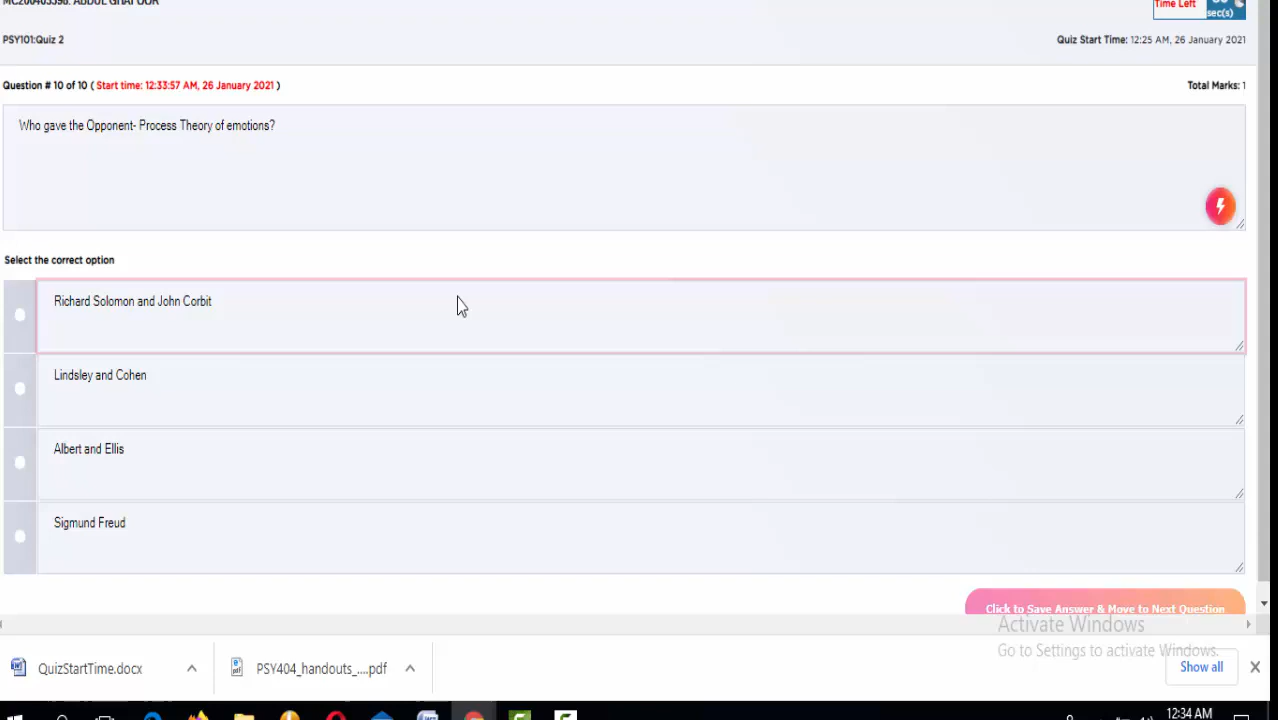 Time Left
sec(s)
PSY101:Quiz 2
Quiz Start Time: 12:25 AM, 26 January 2021
Question # 10 of 10 ( Start time: 12:33:57 AM, 26 January 2021 )
Total Marks: 1
Who gave the Opponent- Process Theory of emotions?
Select the correct option
Richard Solomon and John Corbit
Lindsley and Cohen
Albert and Ellis
Sigmund Freud
Click to Save Answer & Move to Next Question
Activate Windows
Go to Settings to activate Windows.
QuizStartTime.docx
PSY404_handouts_....pdf
Show all
12:34 AM